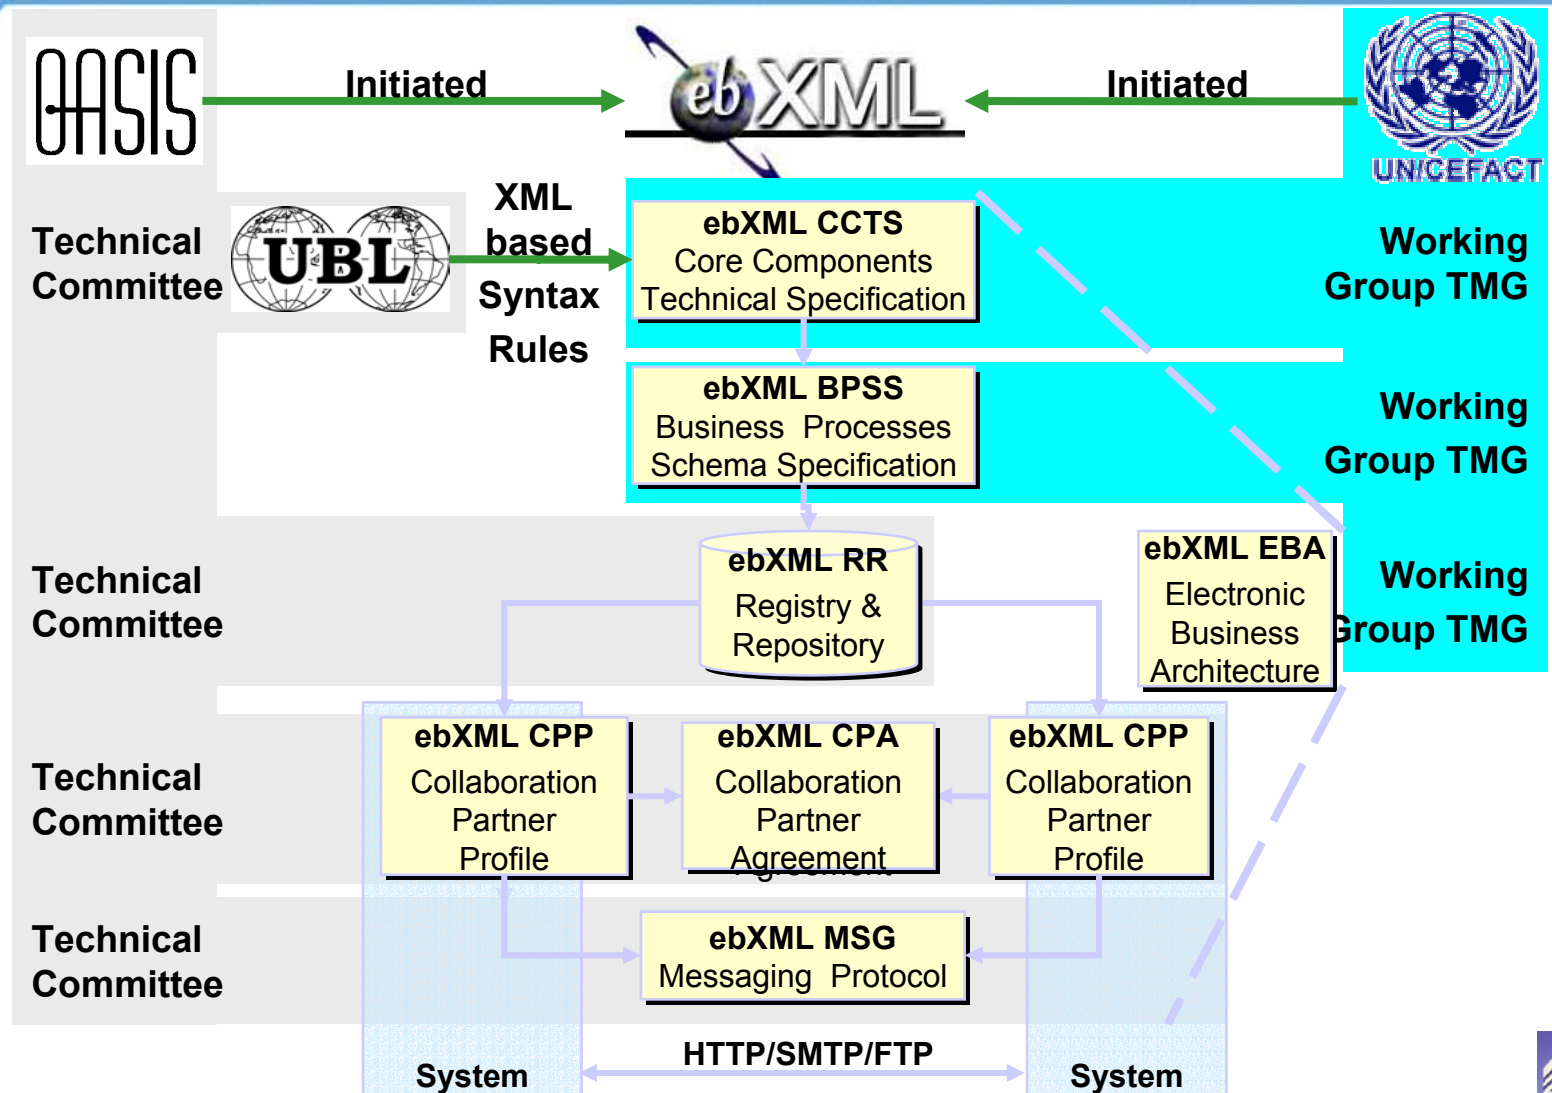 OASIS
Initiated
ebXML
Initiated
UN/CEFACT
Technical
Committee
UBL
XML
based
Syntax
Rules
ebXML CCTS
Core Components
Technical Specification
Working
Group TMG
ebXML BPSS
Business Processes
Schema Specification
Working
Group TMG
Technical
Committee
ebXML RR
Registry &
Repository
ebXML EBA
Electronic
Business
Architecture
Working
Group TMG
Technical
Committee
ebXML CPP
Collaboration
Partner
Profile
ebXML CPA
Collaboration
Partner
Agreement
ebXML CPP
Collaboration
Partner
Profile
Technical
Committee
ebXML MSG
Messaging Protocol
System
HTTP/SMTP/FTP
System